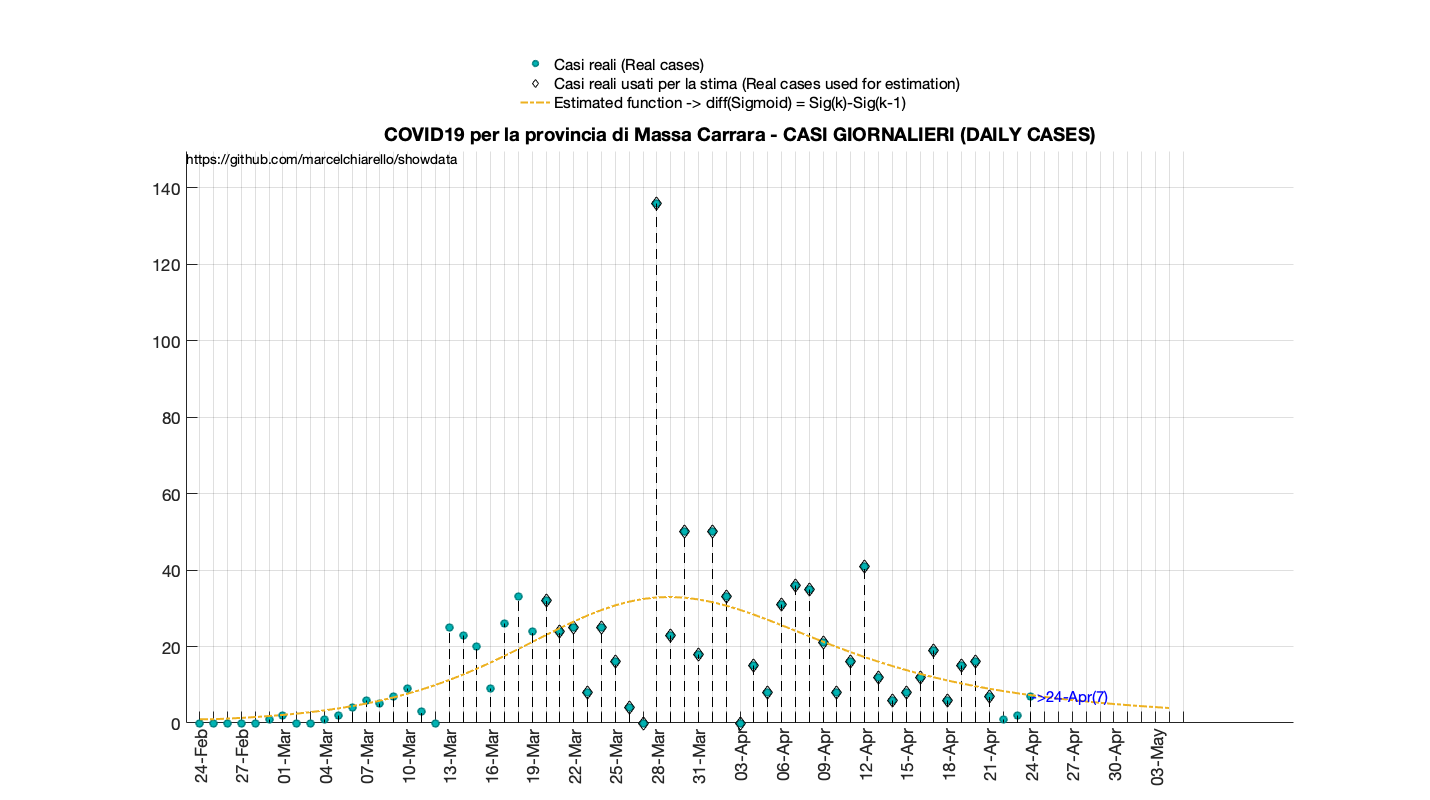 Casi reali (Real cases)
Casi reali usati per la stima (Real cases used for estimation)
Estimated function -> diff(Sigmoid) = Sig(k)-Sig(k-1)
COVID19 per la provincia di Massa Carrara - CASI GIORNALIERI (DAILY CASES)
https://github.com/marcelchiarello/showdata
140
120
100
80
60
40
20
0
>24-Apr(7)
24-Feb
27-Feb
01-Mar
04-Mar
07-Mar
10-Mar
13-Mar
16-Mar
19-Mar
22-Mar
25-Mar
28-Mar
31-Mar
03-Apr
06-Apr
09-Apr
12-Apr
15-Apr
18-Apr
21-Apr
24-Apr
27-Apr
30-Apr
03-May